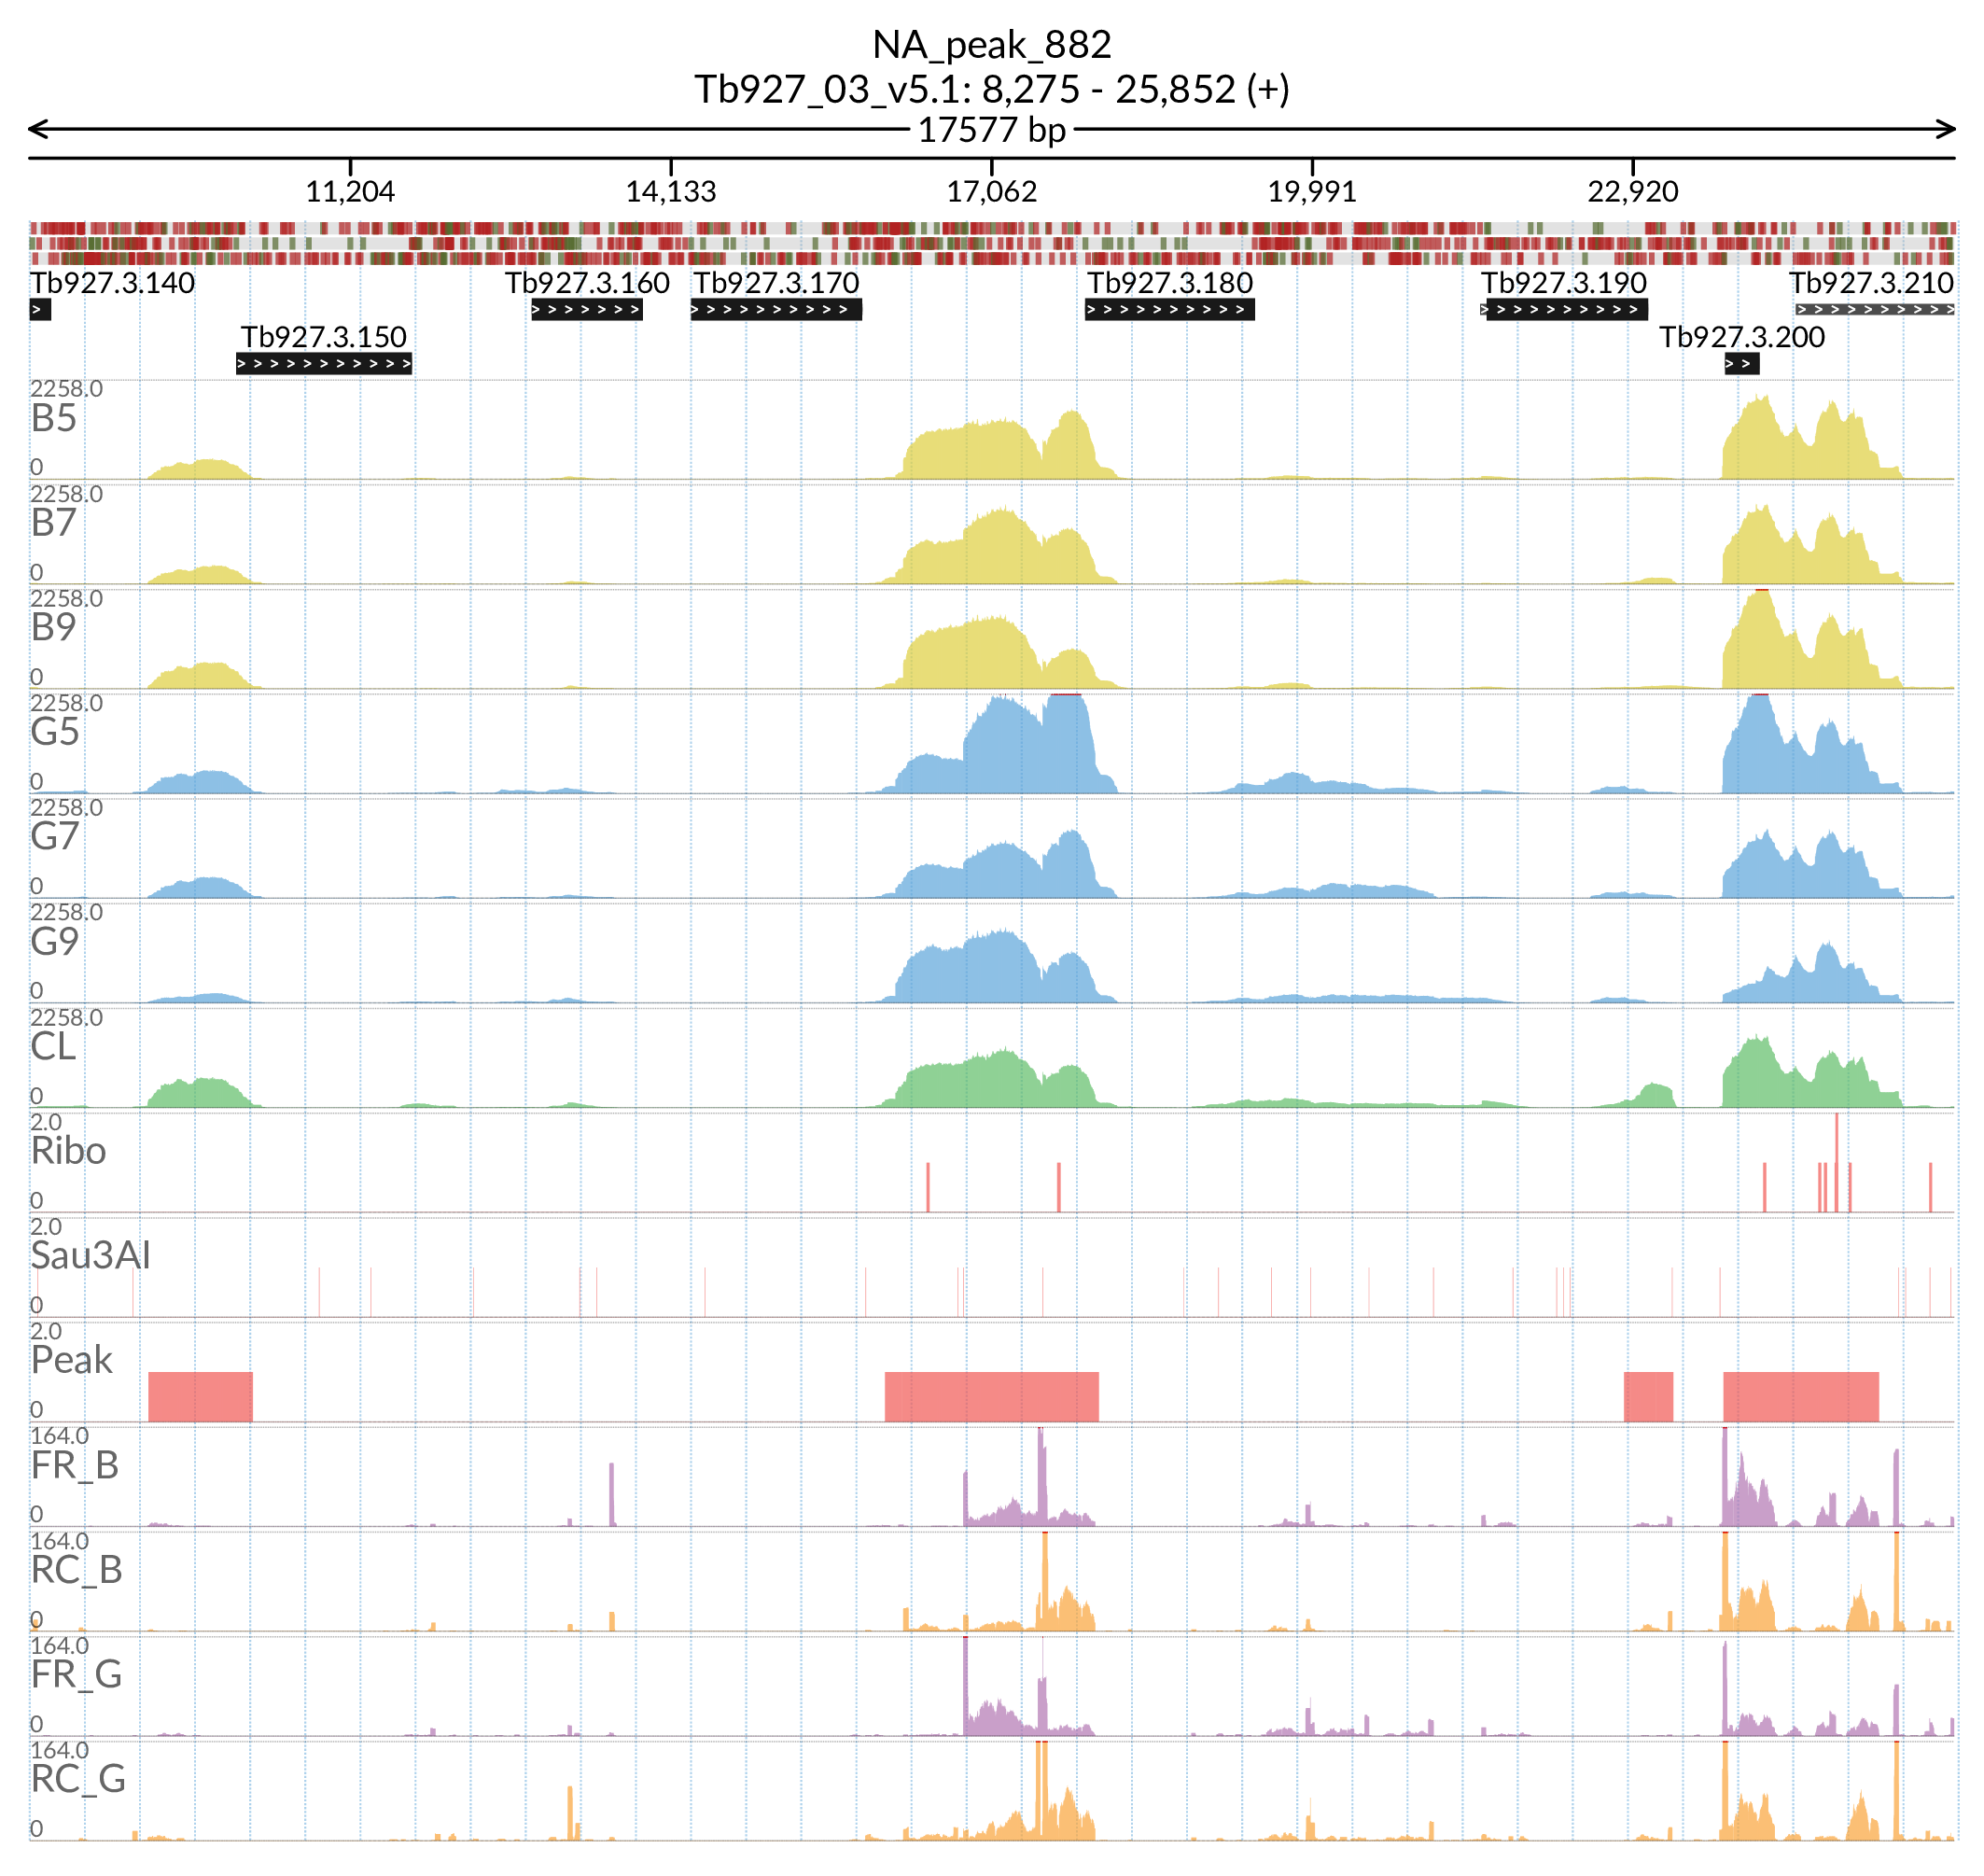 NA_peak_882
Tb927_03_v5.1: 8,275 - 25,852 (+)
17577 bp
11,204 14,133 17,062 19,991 22,920
Tb927.3.140 Tb927.3.160 Tb927.3.170 Tb927.3.180 Tb927.3.190 Tb927.3.210
Tb927.3.150 Tb927.3.200
2258.0
B5
0
2258.0
B7
0
2258.0
B9
0
2258.0
G5
0
2258.0
G7
0
2258.0
G9
0
2258.0
CL
0
2.0
Ribo
0
2.0
Sau3AI
0
2.0
Peak
0
164.0
FR_B
0
164.0
RC_B
0
164.0
FR_G
0
164.0
RC_G
0